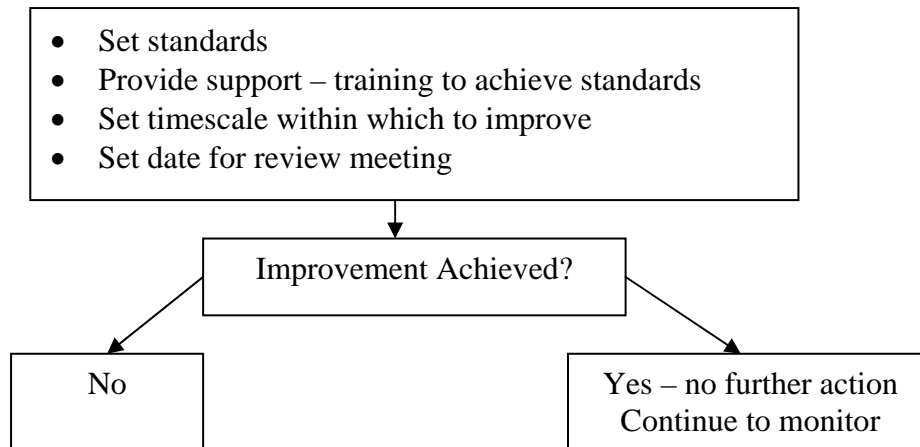 • Set standards
• Provide support – training to achieve standards
• Set timescale within which to improve
• Set date for review meeting
Improvement Achieved?
No
Yes – no further action
Continue to monitor